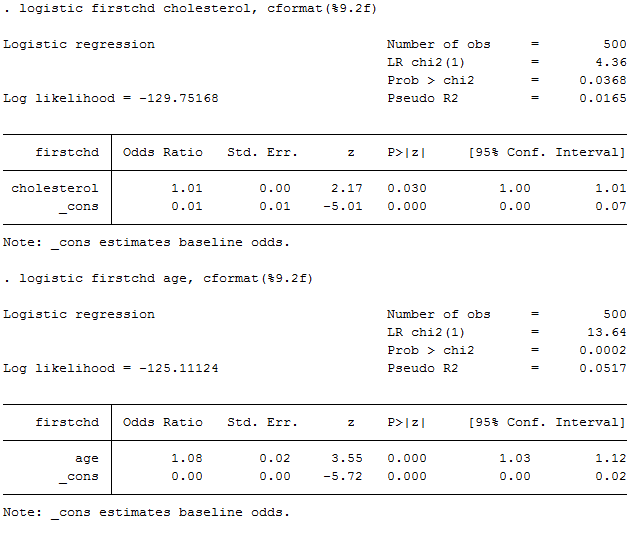 . logistic firstchd cholesterol, cformat(%9.2f)
Logistic regression Number of obs = 500
LR chi2(1) = 4.36
Prob > chi2 = 0.0368
Log likelihood = -129.75168 Pseudo R2 = 0.0165
firstchd Odds Ratio Std. Err. z P>|z| [95% Conf. Interval]
cholesterol 1.01 0.00 2.17 0.030 1.00 1.01
_cons 0.01 0.01 -5.01 0.000 0.00 0.07
Note: _cons estimates baseline odds.
. logistic firstchd age, cformat(%9.2f)
Logistic regression Number of obs = 500
LR chi2(1) = 13.64
Prob > chi2 = 0.0002
Log likelihood = -125.11124 Pseudo R2 = 0.0517
firstchd Odds Ratio Std. Err. z P>|z| [95% Conf. Interval]
age 1.08 0.02 3.55 0.000 1.03 1.12
_cons 0.00 0.00 -5.72 0.000 0.00 0.02
Note: _cons estimates baseline odds.